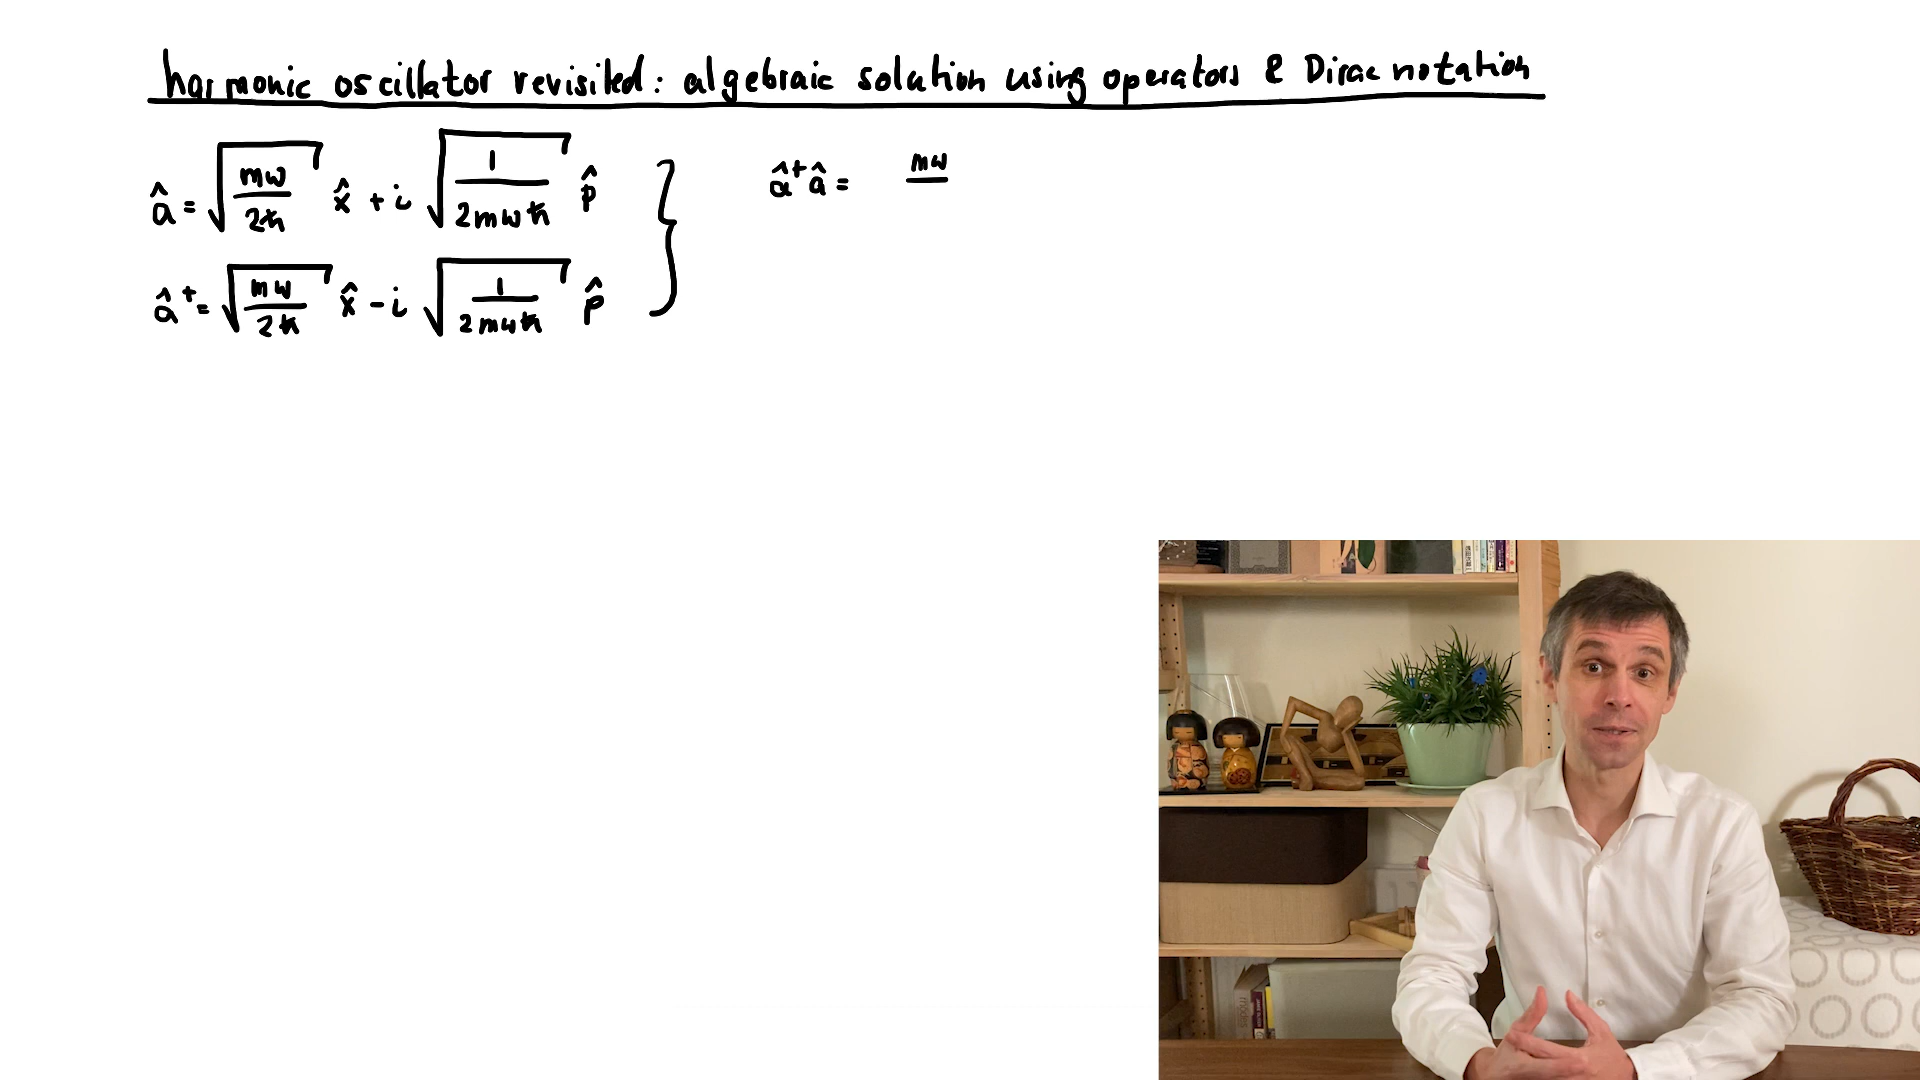 harmonic oscillator revisited: algebraic solution using operators & Dirac notation
â = √(mω/2ħ) x̂ + i √(1/2mωħ) p̂ }
â† = √(mω/2ħ) x̂ - i √(1/2mωħ) p̂
â†â = mω